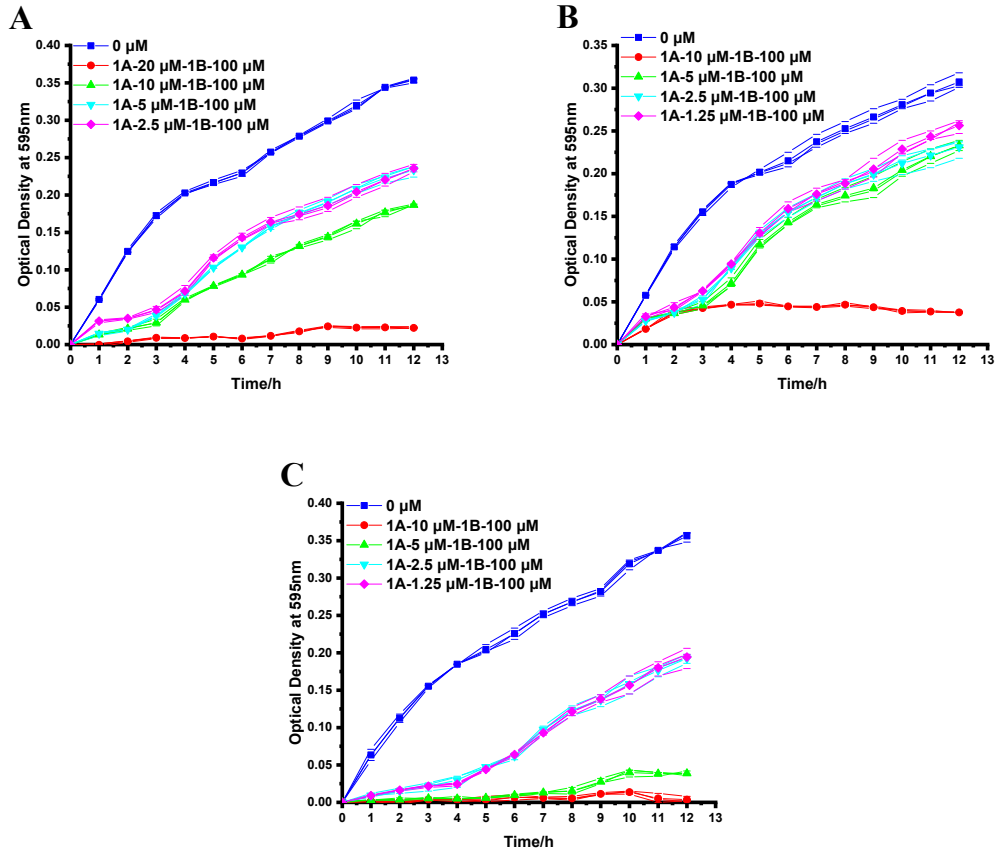 A
0.40
0.35
0.30
0.25
0.20
0.15
0.10
0.05
0.00
Optical Density at 595nm
0 µM
1A-20 µM-1B-100 µM
1A-10 µM-1B-100 µM
1A-5 µM-1B-100 µM
1A-2.5 µM-1B-100 µM
0 1 2 3 4 5 6 7 8 9 10 11 12 13
Time/h
B
0.35
0.30
0.25
0.20
0.15
0.10
0.05
0.00
Optical Density at 595nm
0 µM
1A-10 µM-1B-100 µM
1A-5 µM-1B-100 µM
1A-2.5 µM-1B-100 µM
1A-1.25 µM-1B-100 µM
0 1 2 3 4 5 6 7 8 9 10 11 12 13
Time/h
C
0.40
0.35
0.30
0.25
0.20
0.15
0.10
0.05
0.00
Optical Density at 595nm
0 µM
1A-10 µM-1B-100 µM
1A-5 µM-1B-100 µM
1A-2.5 µM-1B-100 µM
1A-1.25 µM-1B-100 µM
0 1 2 3 4 5 6 7 8 9 10 11 12 13
Time/h